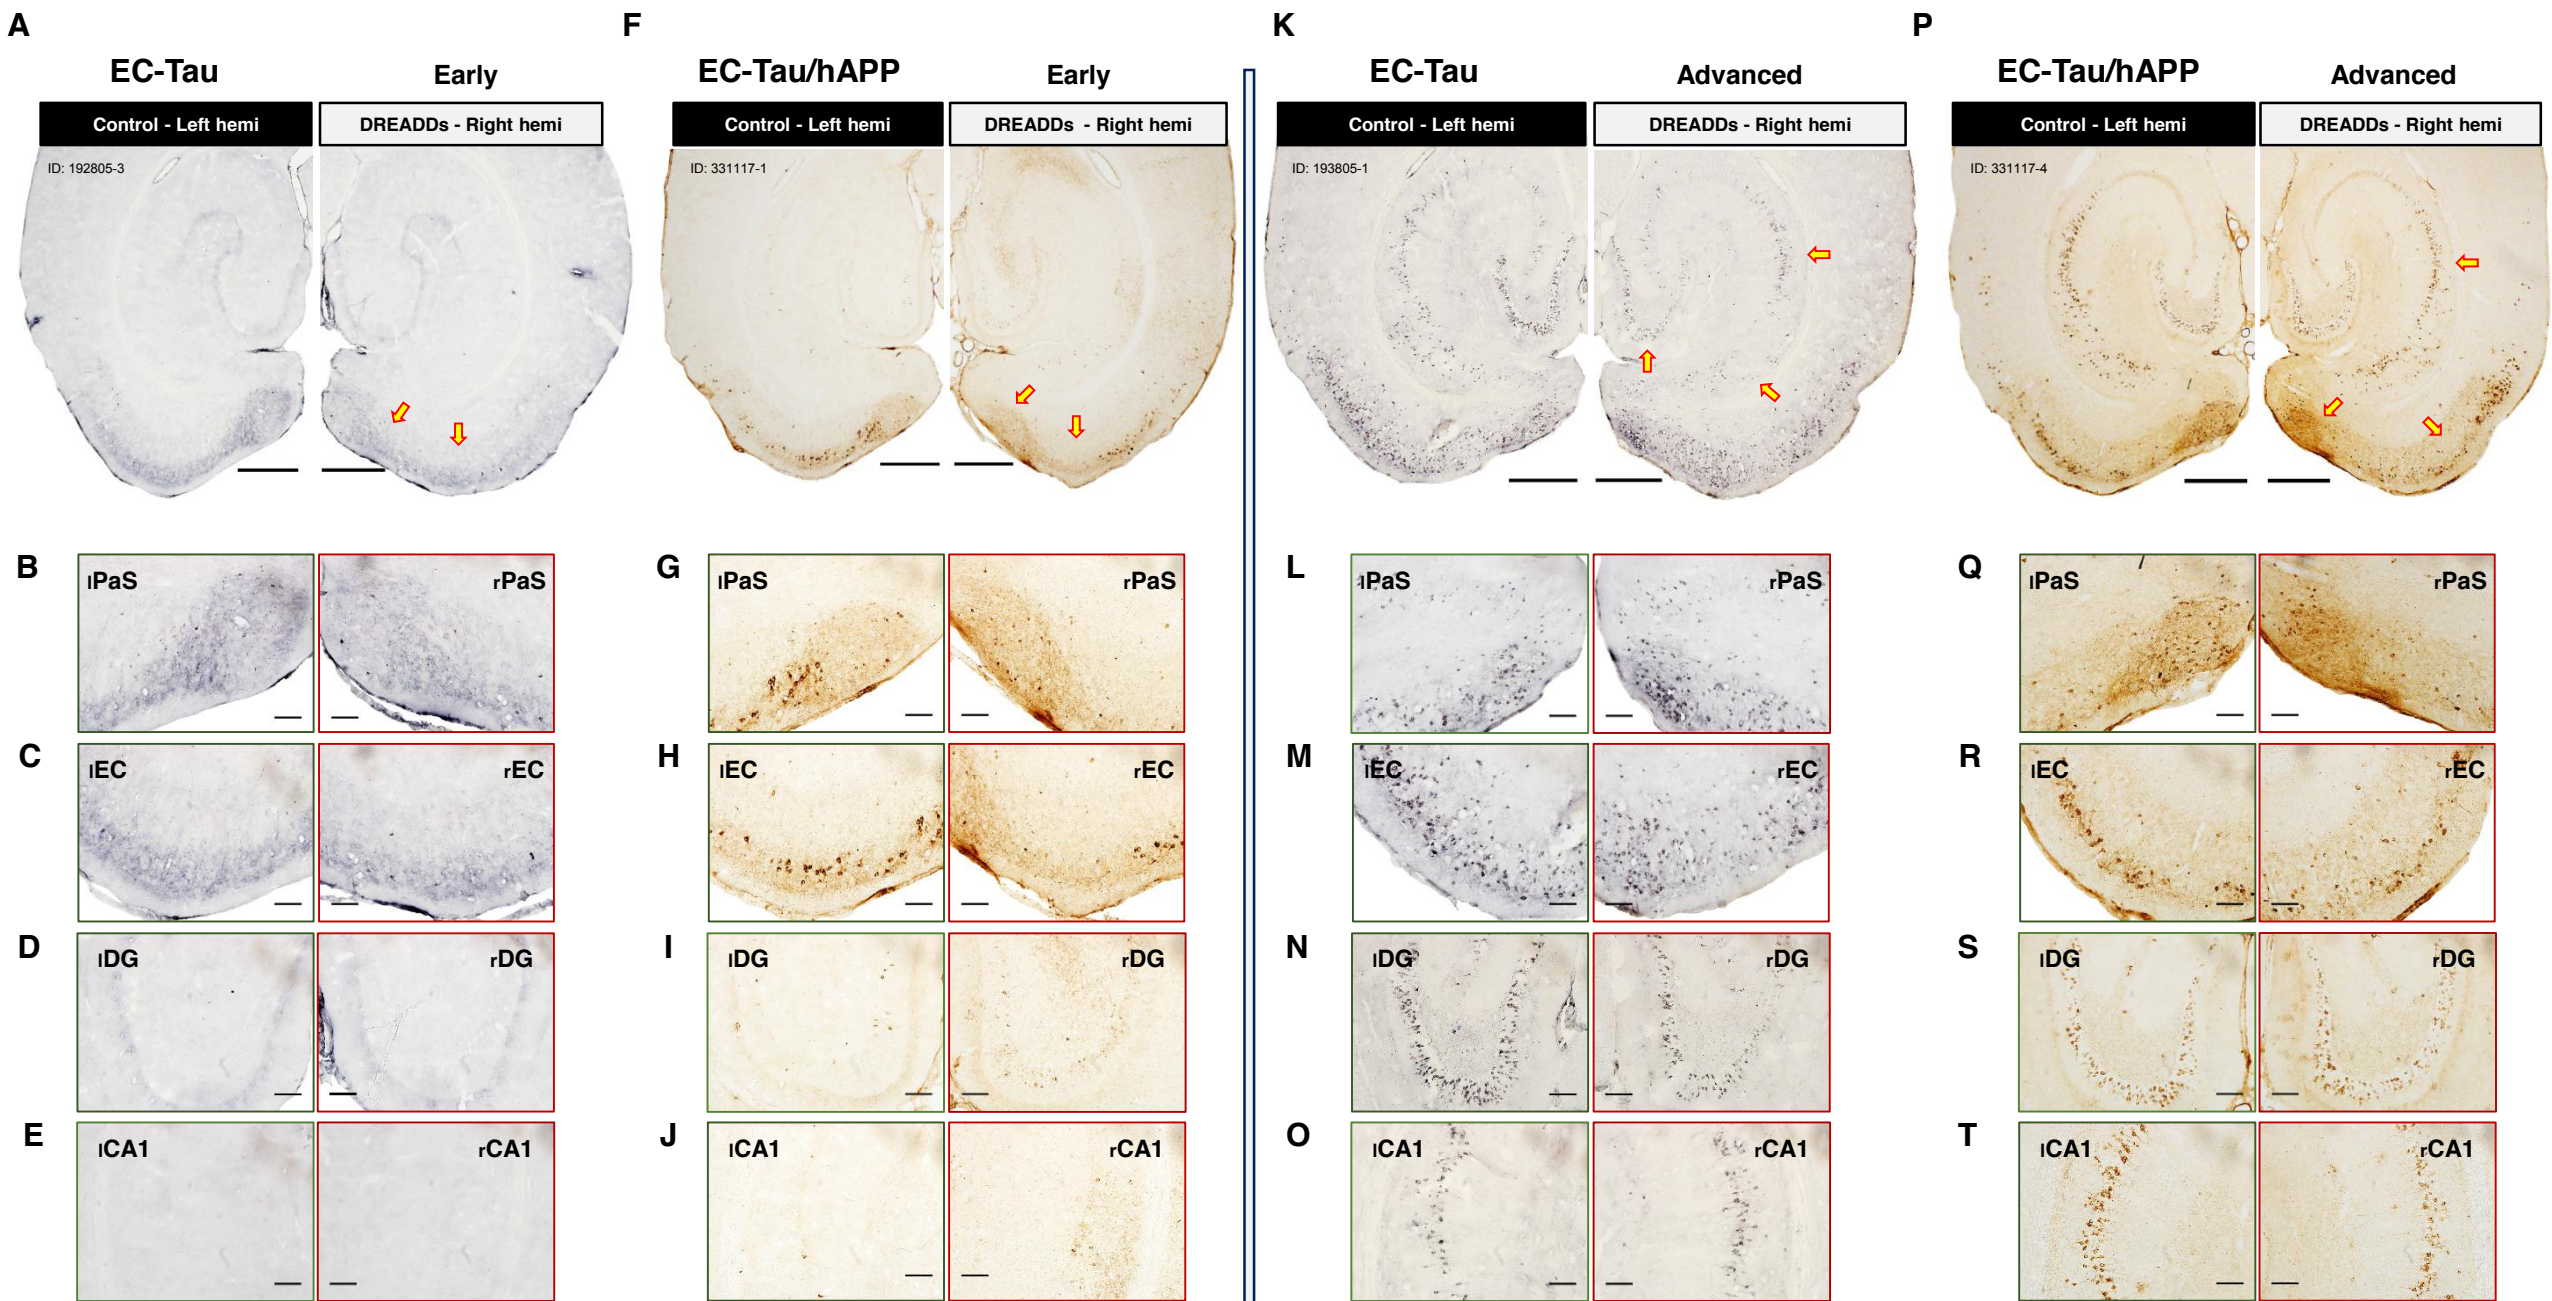 A
F
K
P
EC-Tau
Early
EC-Tau/hAPP
Early
EC-Tau
Advanced
EC-Tau/hAPP
Advanced
Control - Left hemi
DREADDs - Right hemi
Control - Left hemi
DREADDs - Right hemi
Control - Left hemi
DREADDs - Right hemi
Control - Left hemi
DREADDs - Right hemi
ID: 192805-3
ID: 331117-1
ID: 193805-1
ID: 331117-4
B
lPaS
rPaS
G
lPaS
rPaS
L
lPaS
rPaS
Q
lPaS
rPaS
C
lEC
rEC
H
lEC
rEC
M
lEC
rEC
R
lEC
rEC
D
lDG
rDG
I
lDG
rDG
N
lDG
rDG
S
lDG
rDG
E
lCA1
rCA1
J
lCA1
rCA1
O
lCA1
rCA1
T
lCA1
rCA1